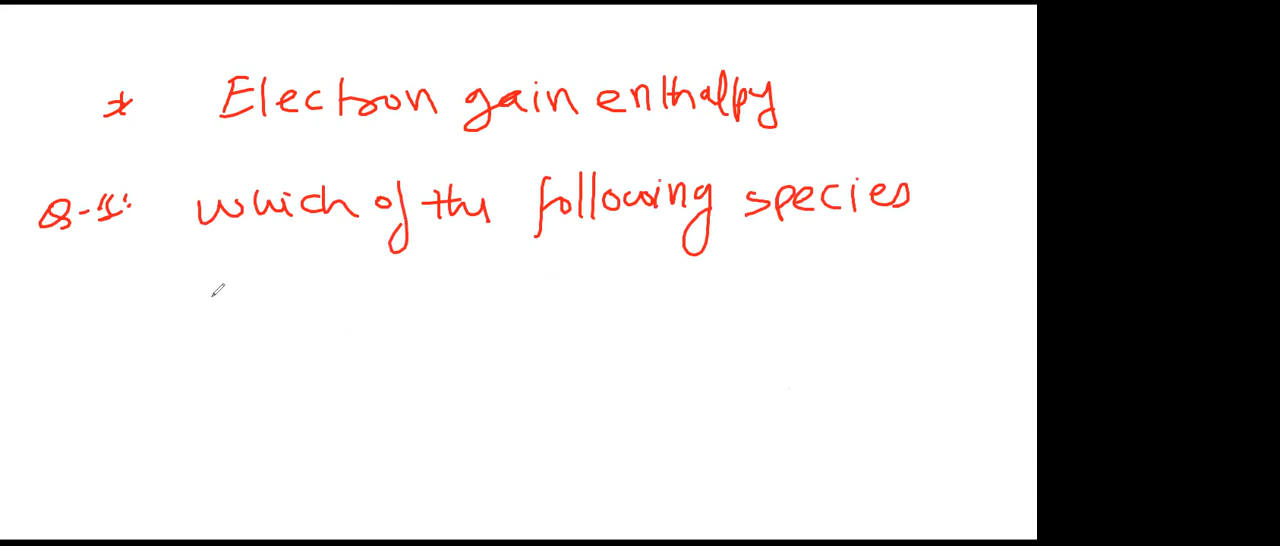 * Electron gain enthalpy
Q-1: which of the following species